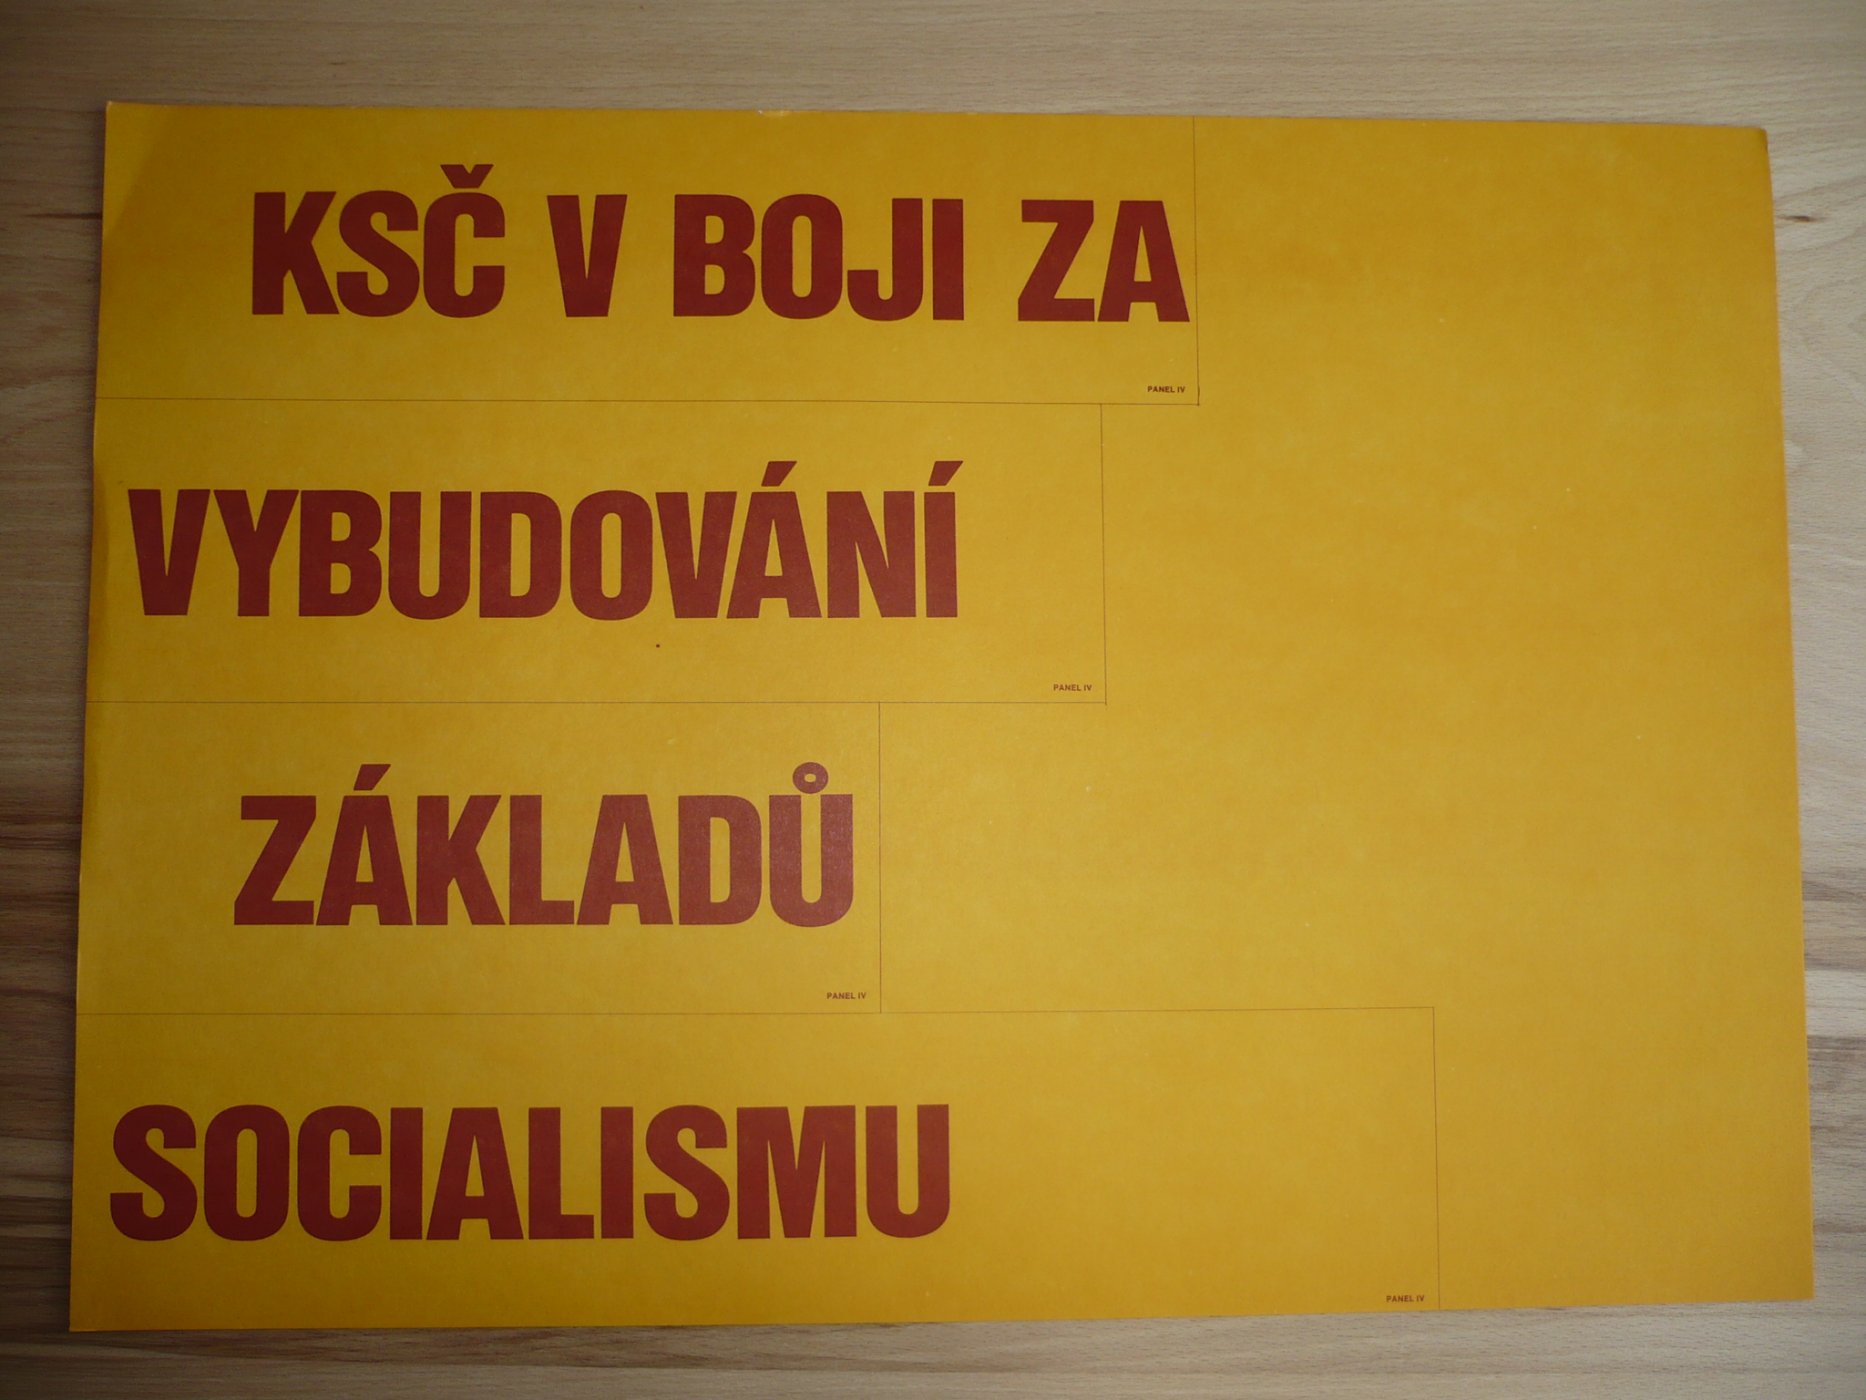 KSČ V BOJI ZA
PANEL IV
VYBUDOVÁNÍ
PANEL IV
ZÁKLADŮ
PANEL IV
SOCIALISMU
PANEL IV